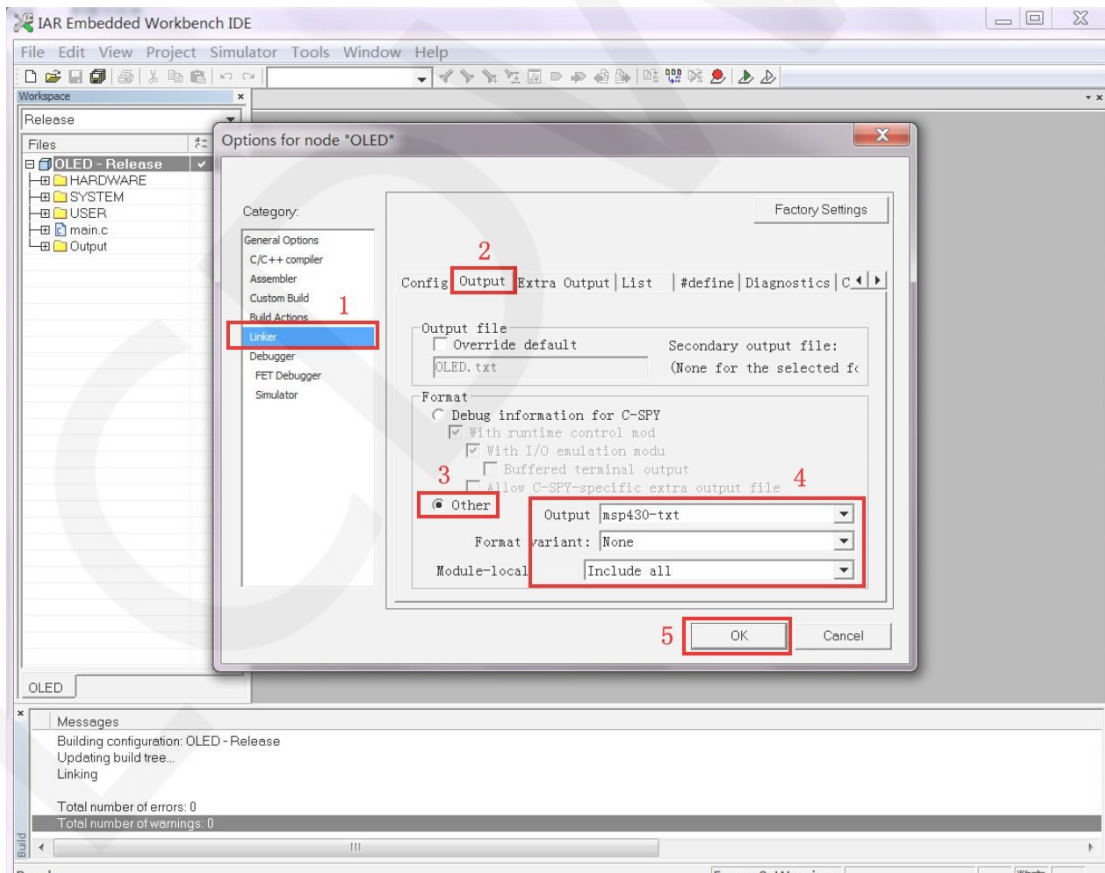 IAR Embedded Workbench IDE
File Edit View Project Simulator Tools Window Help
Workspace
Release
Files
OLED - Release
HARDWARE
SYSTEM
USER
main.c
Output
OLED
Options for node "OLED"
Category:
Factory Settings
General Options
C/C++ compiler
Assembler
Custom Build
Build Actions
1
Linker
Debugger
FET Debugger
Simulator
2
Config Output Extra Output List #define Diagnostics C
Output file
Override default
Secondary output file:
OLED.txt
(None for the selected fo
Format
Debug information for C-SPY
With runtime control mod
With I/O emulation modu
Buffered terminal output
Allow C-SPY-specific extra output file
3
4
Other
Output msp430-txt
Format variant: None
Module-local Include all
5
OK Cancel
Messages
Building configuration: OLED - Release
Updating build tree...
Linking
Total number of errors: 0
Total number of warnings: 0
Build